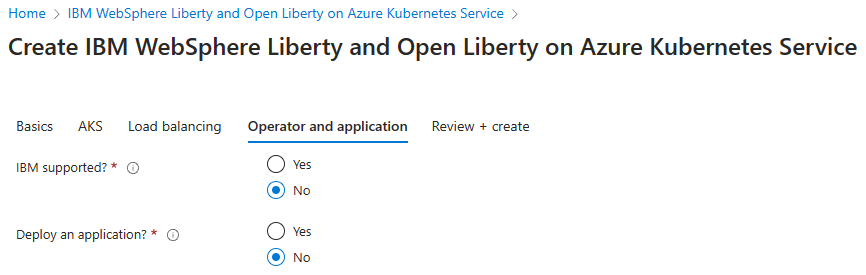 Home > IBM WebSphere Liberty and Open Liberty on Azure Kubernetes Service >
Create IBM WebSphere Liberty and Open Liberty on Azure Kubernetes Service
Basics AKS Load balancing Operator and application Review + create
IBM supported? * Yes
No
Deploy an application? * Yes
No